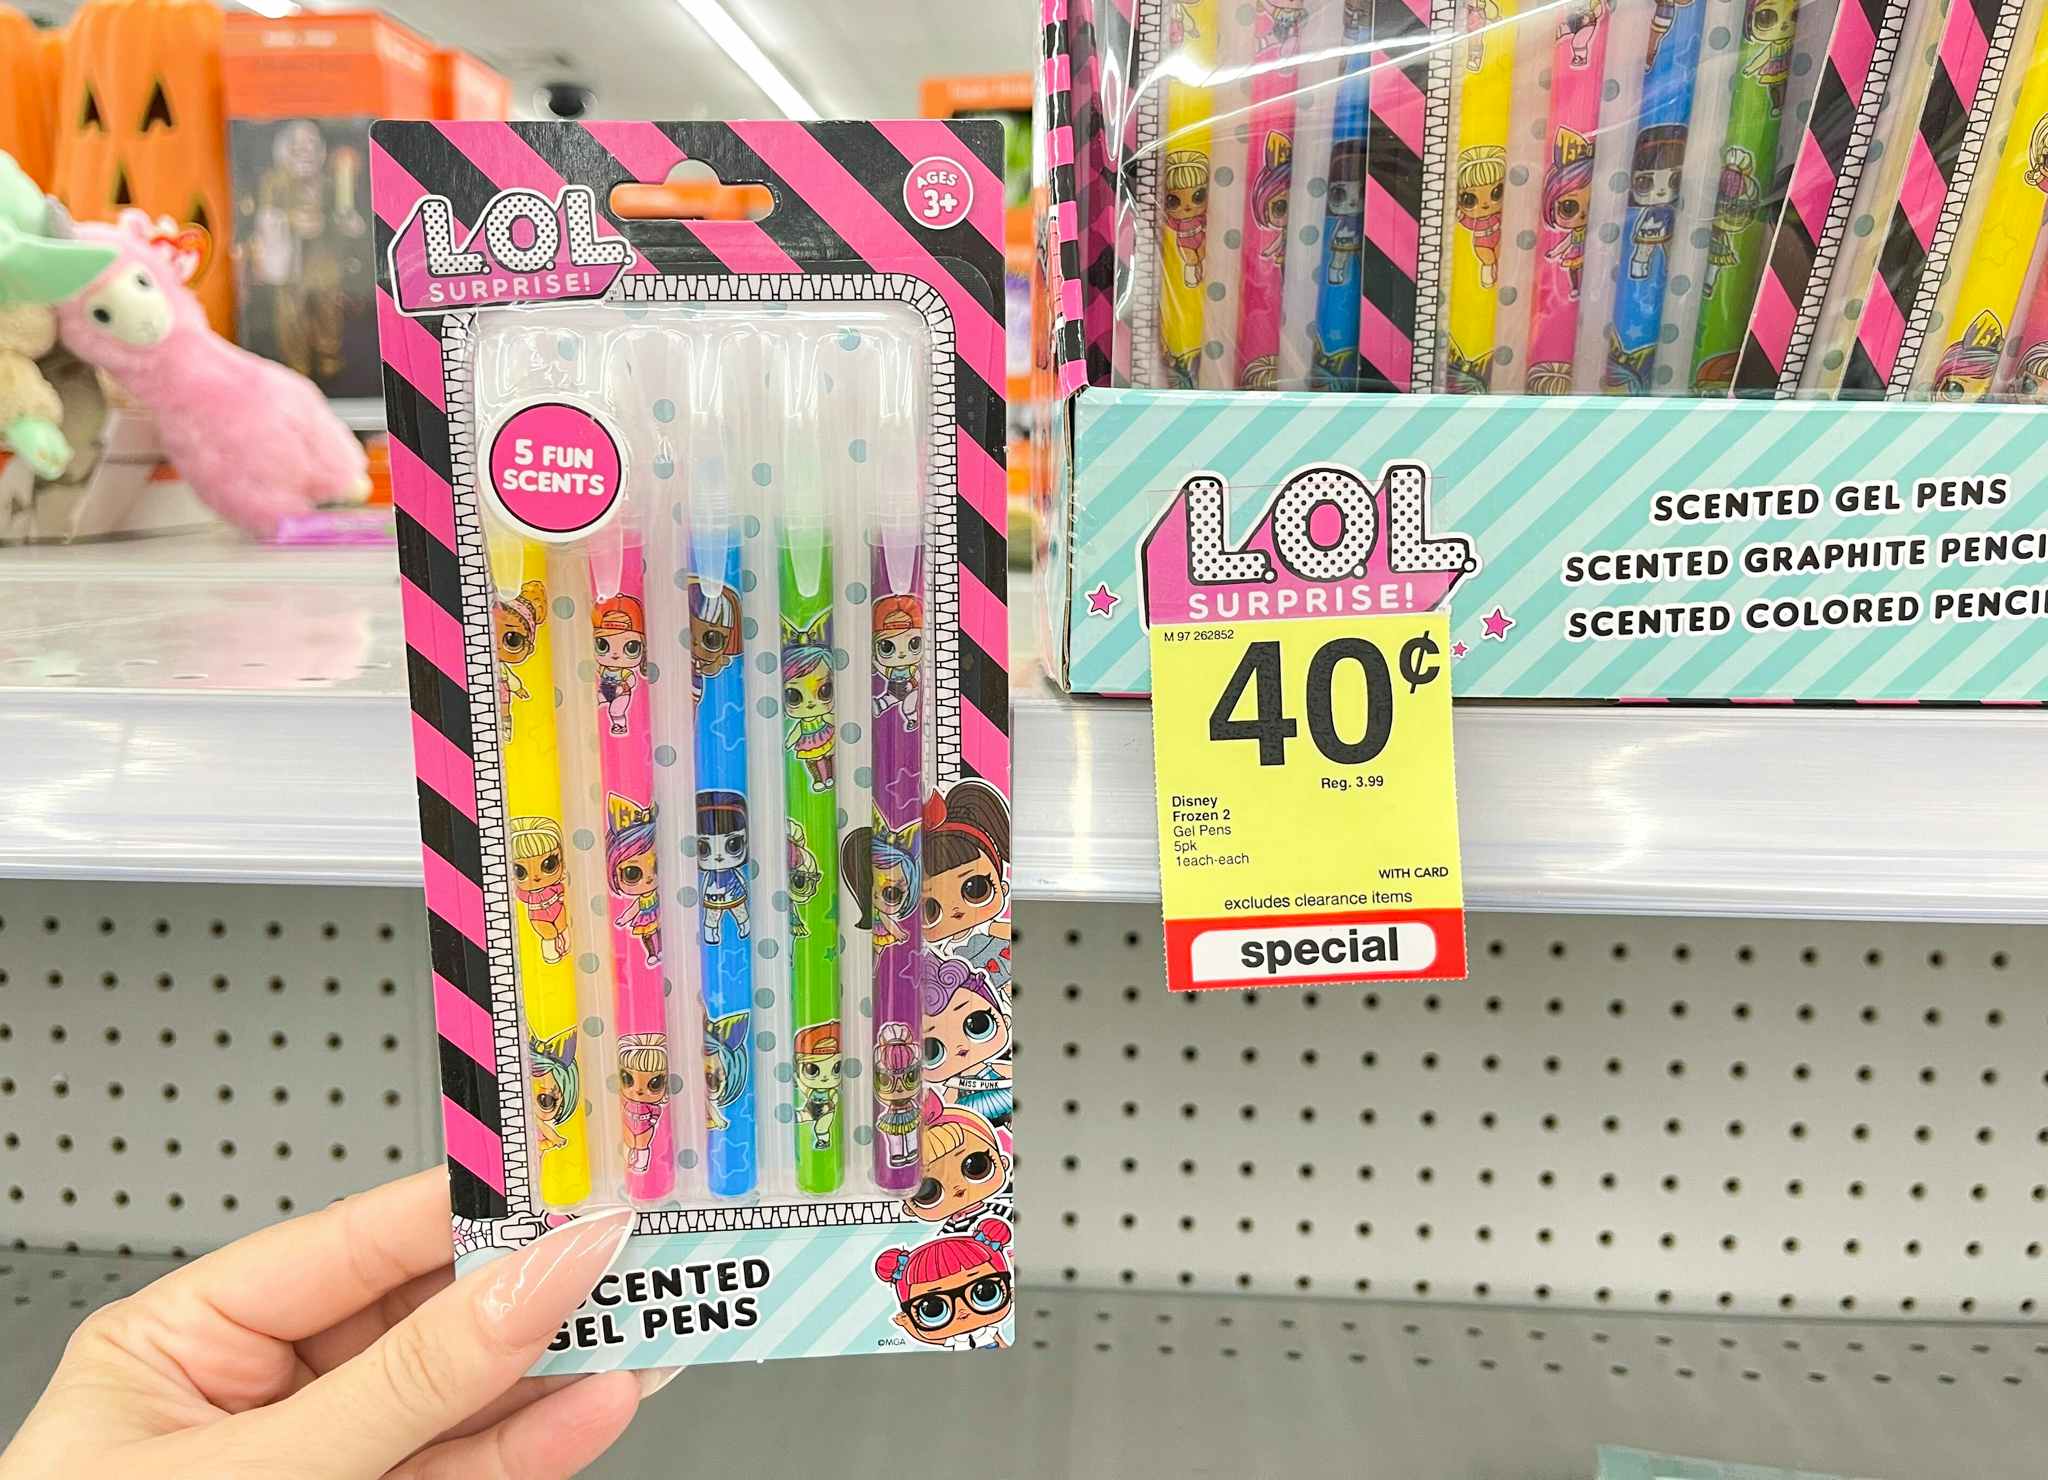 L.O.L.
SURPRISE!
AGES
3+
5 FUN
SCENTS
MISS PUNK
SCENTED
GEL PENS
©MGA
L.O.L.
SURPRISE!
SCENTED GEL PENS
SCENTED GRAPHITE PENCI
SCENTED COLORED PENCI
M 97 262852
40¢
Reg. 3.99
Disney
Frozen 2
Gel Pens
5pk
1each-each
WITH CARD
excludes clearance items
special